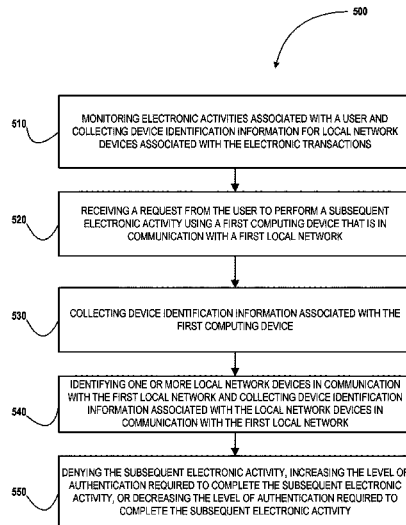 500
510
MONITORING ELECTRONIC ACTIVITIES ASSOCIATED WITH A USER AND
COLLECTING DEVICE IDENTIFICATION INFORMATION FOR LOCAL NETWORK
DEVICES ASSOCIATED WITH THE ELECTRONIC TRANSACTIONS
520
RECEIVING A REQUEST FROM THE USER TO PERFORM A SUBSEQUENT
ELECTRONIC ACTIVITY USING A FIRST COMPUTING DEVICE THAT IS IN
COMMUNICATION WITH A FIRST LOCAL NETWORK
530
COLLECTING DEVICE IDENTIFICATION INFORMATION ASSOCIATED WITH THE
FIRST COMPUTING DEVICE
540
IDENTIFYING ONE OR MORE LOCAL NETWORK DEVICES IN COMMUNICATION
WITH THE FIRST LOCAL NETWORK AND COLLECTING DEVICE IDENTIFICATION
INFORMATION ASSOCIATED WITH THE LOCAL NETWORK DEVICES IN
COMMUNICATION WITH THE FIRST LOCAL NETWORK
550
DENYING THE SUBSEQUENT ELECTRONIC ACTIVITY, INCREASING THE LEVEL OF
AUTHENTICATION REQUIRED TO COMPLETE THE SUBSEQUENT ELECTRONIC
ACTIVITY, OR DECREASING THE LEVEL OF AUTHENTICATION REQUIRED TO
COMPLETE THE SUBSEQUENT ELECTRONIC ACTIVITY